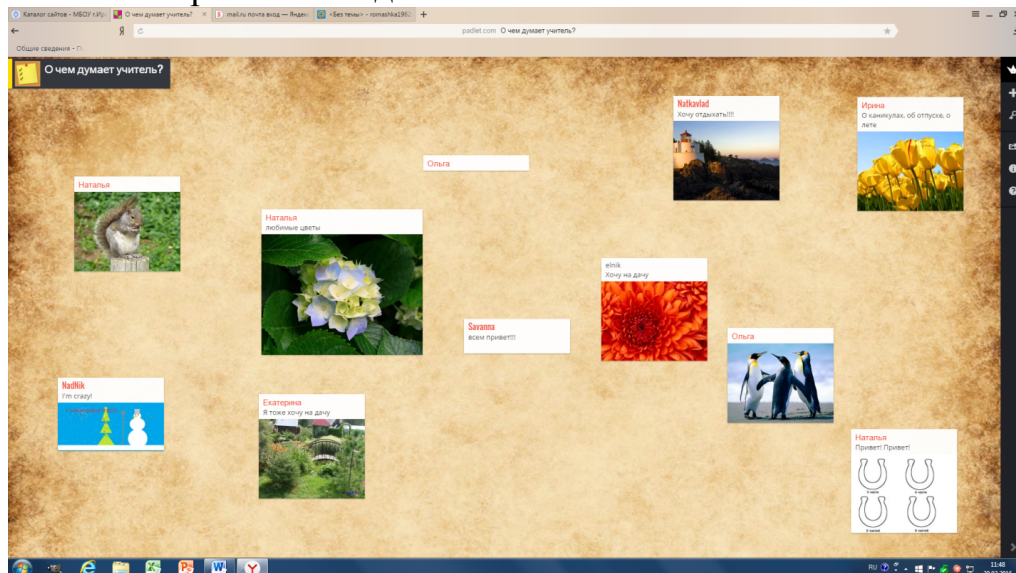 Каталог сайтов - МБОУ г.Ир
О чем думает учитель?
mail.ru почта вход — Яндекс
<Без темы> - romashka1982
padlet.com О чем думает учитель?
Общие сведения - П
О чем думает учитель?
Natkavlad
Хочу отдыхать!!!!
Ирина
О каникулах, об отпуске, о
лете
Ольга
Наталья
Наталья
любимые цветы
elnik
Хочу на дачу
Savanna
всем привет!!!
Ольга
NadNik
I'm crazy!
Екатерина
Я тоже хочу на дачу
Наталья
Привет! Привет!
RU
11:48